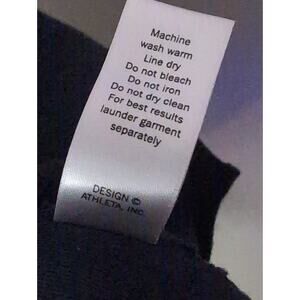 Machine
wash warm
Line dry
Do not bleach
Do not iron
Do not dry clean
For best results
launder garment
separately
DESIGN ©
ATHLETA, INC.